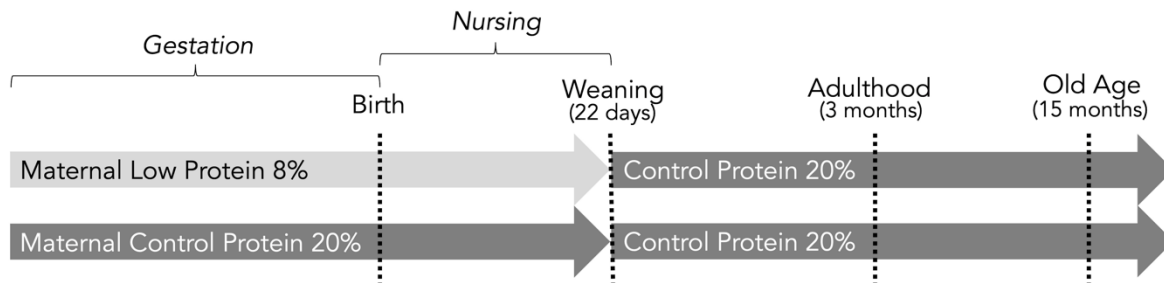 Nursing
Gestation
Birth
Weaning
(22 days)
Adulthood
(3 months)
Old Age
(15 months)
Maternal Low Protein 8%
Control Protein 20%
Maternal Control Protein 20%
Control Protein 20%